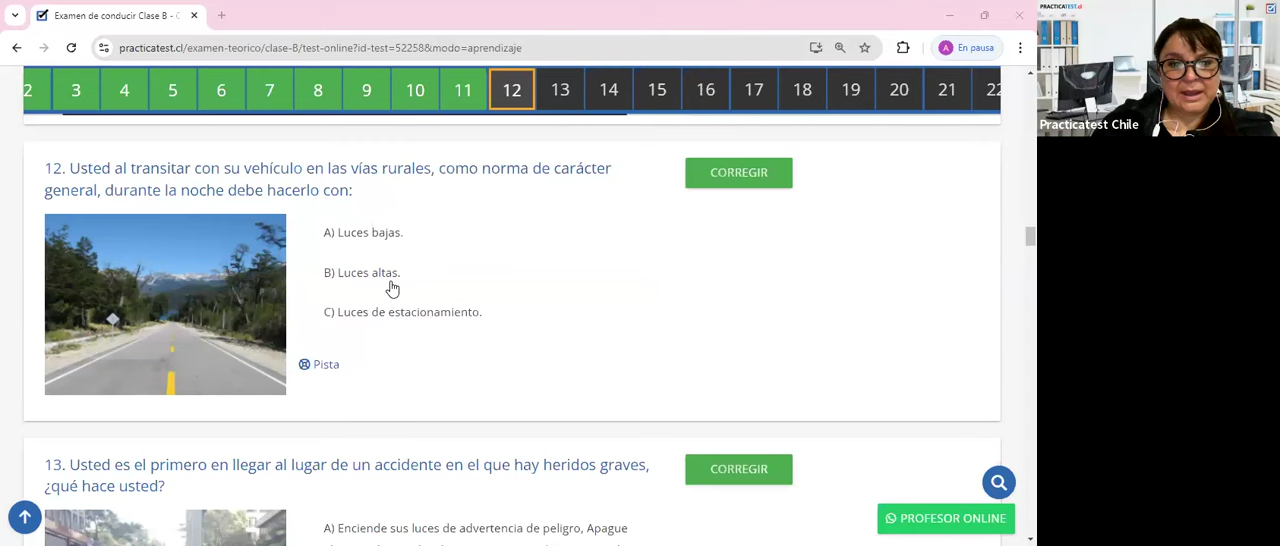 Examen de conducir Clase B - C
practicatest.cl/examen-teorico/clase-B/test-online?id-test=52258&modo=aprendizaje
A En pausa
PRACTICATEST.CL
Practicatest Chile
2 3 4 5 6 7 8 9 10 11 12 13 14 15 16 17 18 19 20 21 22
12. Usted al transitar con su vehículo en las vías rurales, como norma de carácter
general, durante la noche debe hacerlo con:
CORREGIR
A) Luces bajas.
B) Luces altas.
C) Luces de estacionamiento.
Pista
13. Usted es el primero en llegar al lugar de un accidente en el que hay heridos graves,
¿qué hace usted?
CORREGIR
A) Enciende sus luces de advertencia de peligro, Apague
PROFESOR ONLINE